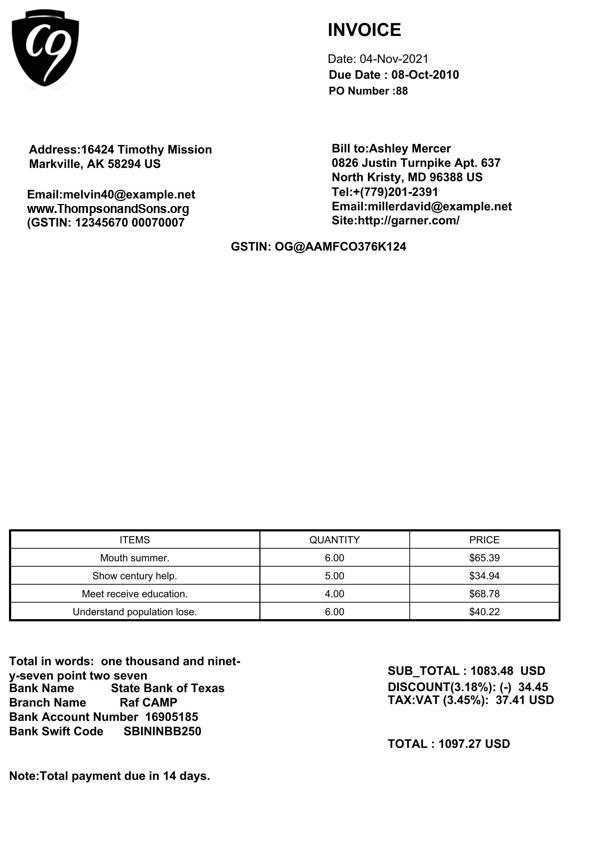 C9
INVOICE
Date: 04-Nov-2021
Due Date : 08-Oct-2010
PO Number :88
Address:16424 Timothy Mission
Markville, AK 58294 US
Email:melvin40@example.net
www.ThompsonandSons.org
(GSTIN: 12345670 00070007
Bill to:Ashley Mercer
0826 Justin Turnpike Apt. 637
North Kristy, MD 96388 US
Tel:+(779)201-2391
Email:millerdavid@example.net
Site:http://garner.com/
GSTIN: OG@AAMFCO376K124
ITEMS QUANTITY PRICE
Mouth summer. 6.00 $65.39
Show century help. 5.00 $34.94
Meet receive education. 4.00 $68.78
Understand population lose. 6.00 $40.22
Total in words: one thousand and ninet-
y-seven point two seven
Bank Name State Bank of Texas
Branch Name Raf CAMP
Bank Account Number 16905185
Bank Swift Code SBININBB250
SUB_TOTAL : 1083.48 USD
DISCOUNT(3.18%): (-) 34.45
TAX:VAT (3.45%): 37.41 USD
TOTAL : 1097.27 USD
Note:Total payment due in 14 days.